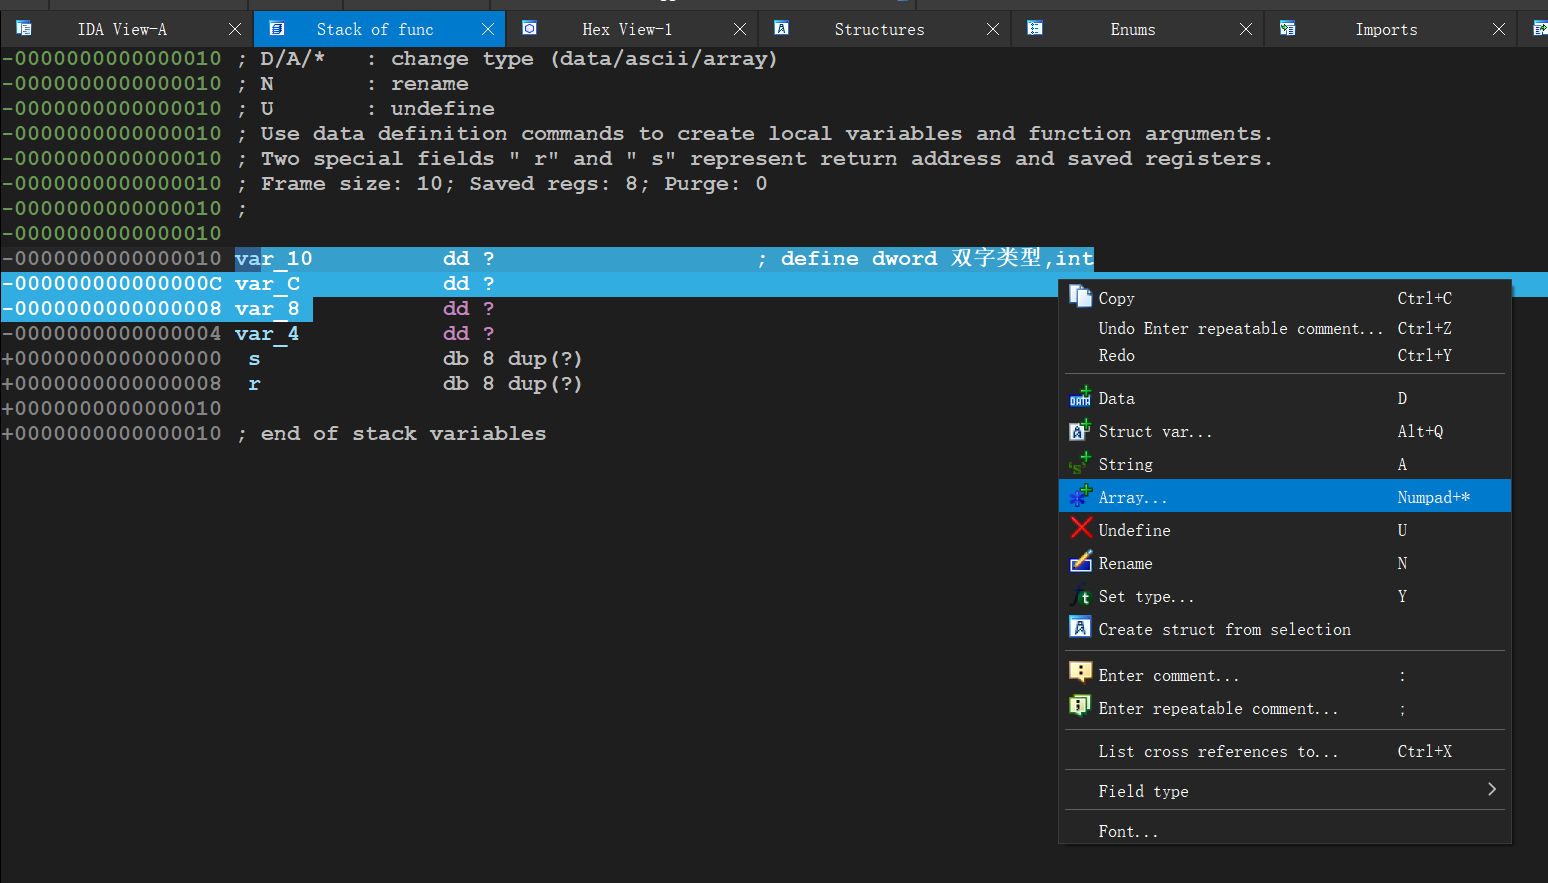 IDA View-A
Stack of func
Hex View-1
Structures
Enums
Imports
-0000000000000010 ; D/A/*   : change type (data/ascii/array)
-0000000000000010 ; N       : rename
-0000000000000010 ; U       : undefine
-0000000000000010 ; Use data definition commands to create local variables and function arguments.
-0000000000000010 ; Two special fields " r" and " s" represent return address and saved registers.
-0000000000000010 ; Frame size: 10; Saved regs: 8; Purge: 0
-0000000000000010 ;
-0000000000000010
-0000000000000010 var_10          dd ?                    ; define dword 双字类型,int
-000000000000000C var_C           dd ?
-0000000000000008 var_8           dd ?
-0000000000000004 var_4           dd ?
+0000000000000000  s              db 8 dup(?)
+0000000000000008  r              db 8 dup(?)
+0000000000000010
+0000000000000010 ; end of stack variables
Copy Ctrl+C
Undo Enter repeatable comment... Ctrl+Z
Redo Ctrl+Y
Data D
Struct var... Alt+Q
String A
Array... Numpad+*
Undefine U
Rename N
Set type... Y
Create struct from selection
Enter comment... :
Enter repeatable comment... ;
List cross references to... Ctrl+X
Field type
Font...